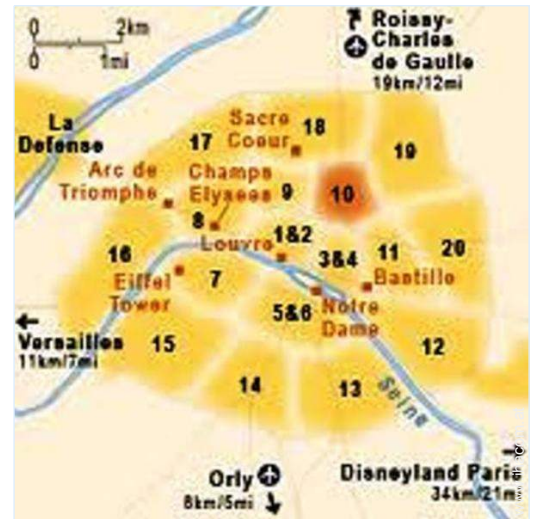 0 2km
0 1mi
Roissy-
Charles
de Gaulle
19km/12mi
La
Defense
Sacre
Coeur
18
17
19
Arc de
Triomphe
Champs
Elysees
9
10
8
1&2
Louvre
16
3&4
11
20
Eiffel
Tower
7
Bastille
5&6
Notre
Dame
Versailles
11km/7mi
15
12
14
13
Seine
Orly
8km/5mi
Disneyland Paris
34km/21mi